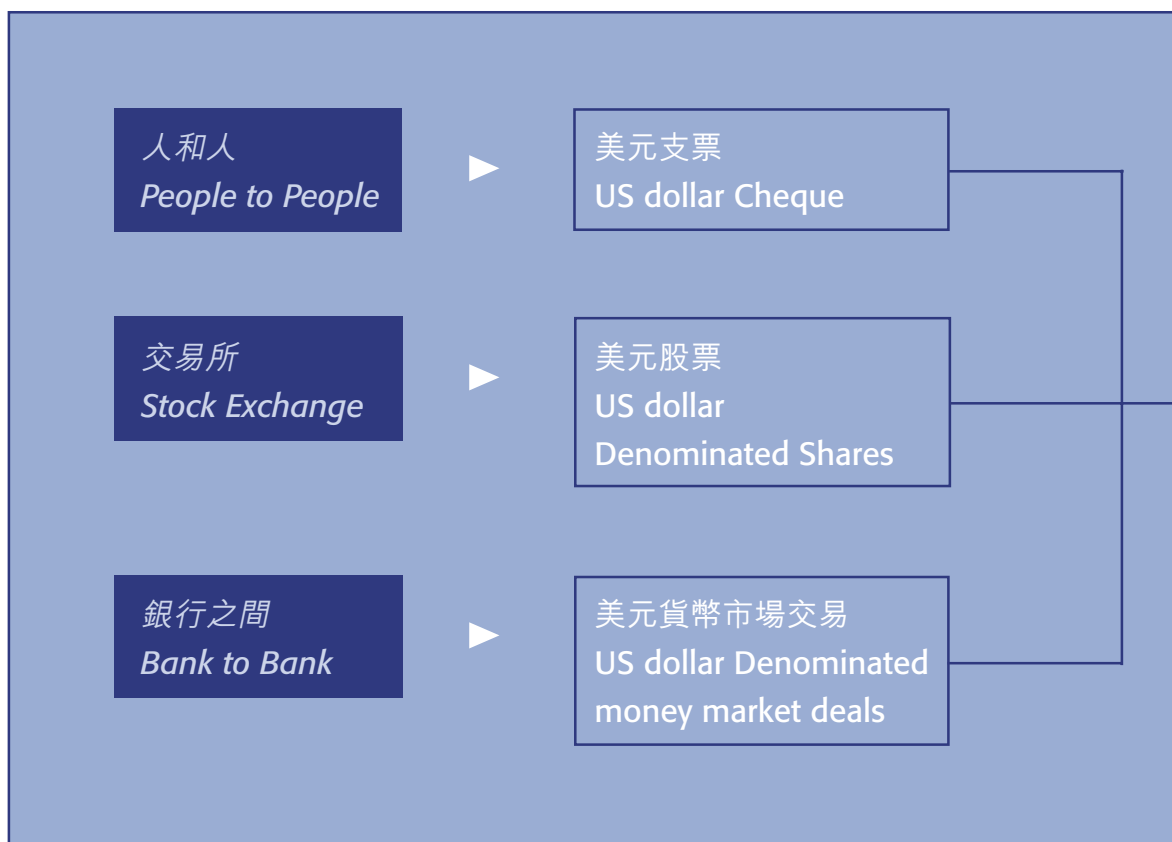 人和人
People to People
美元支票
US dollar Cheque
交易所
Stock Exchange
美元股票
US dollar
Denominated Shares
銀行之間
Bank to Bank
美元貨幣市場交易
US dollar Denominated
money market deals